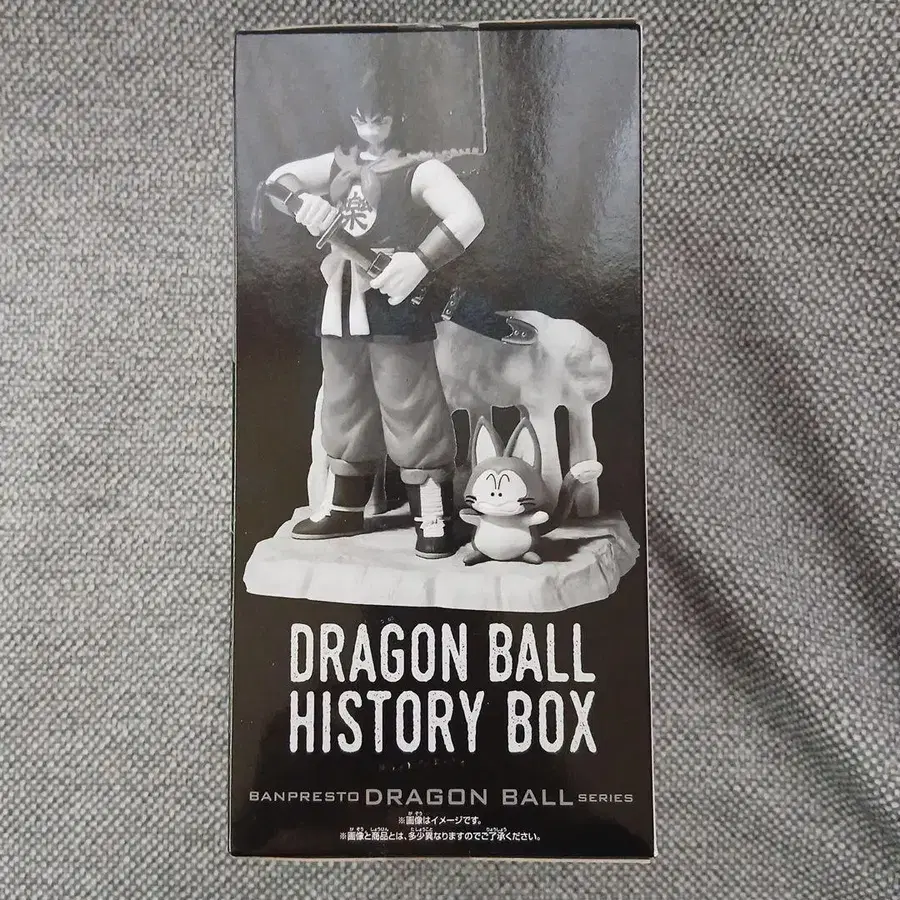 樂
DRAGON BALL
HISTORY BOX
BANPRESTO DRAGON BALL SERIES
※画像はイメージです。
※画像と商品とは、多少異なりますのでご了承ください。